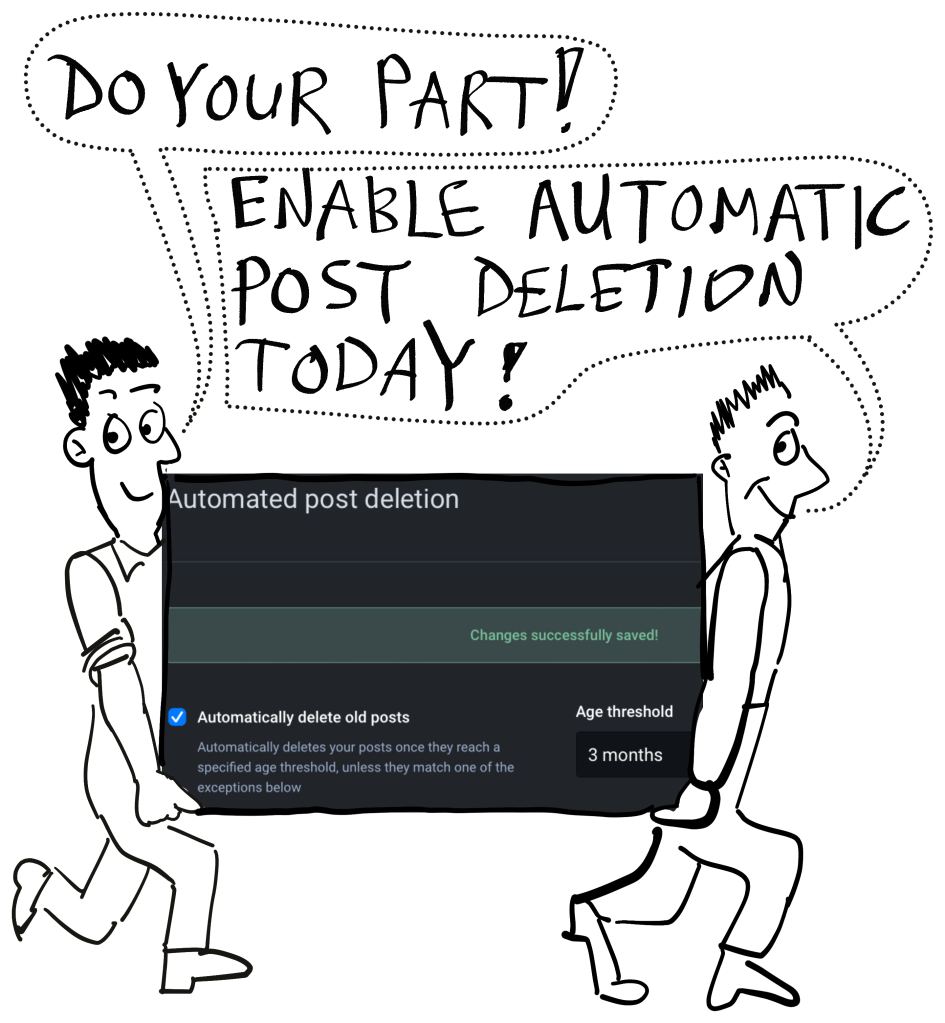 DO YOUR PART!
ENABLE AUTOMATIC
POST DELETION
TODAY!
Automated post deletion
Changes successfully saved!
Automatically delete old posts
Automatically deletes your posts once they reach a
specified age threshold, unless they match one of the
exceptions below
Age threshold
3 months